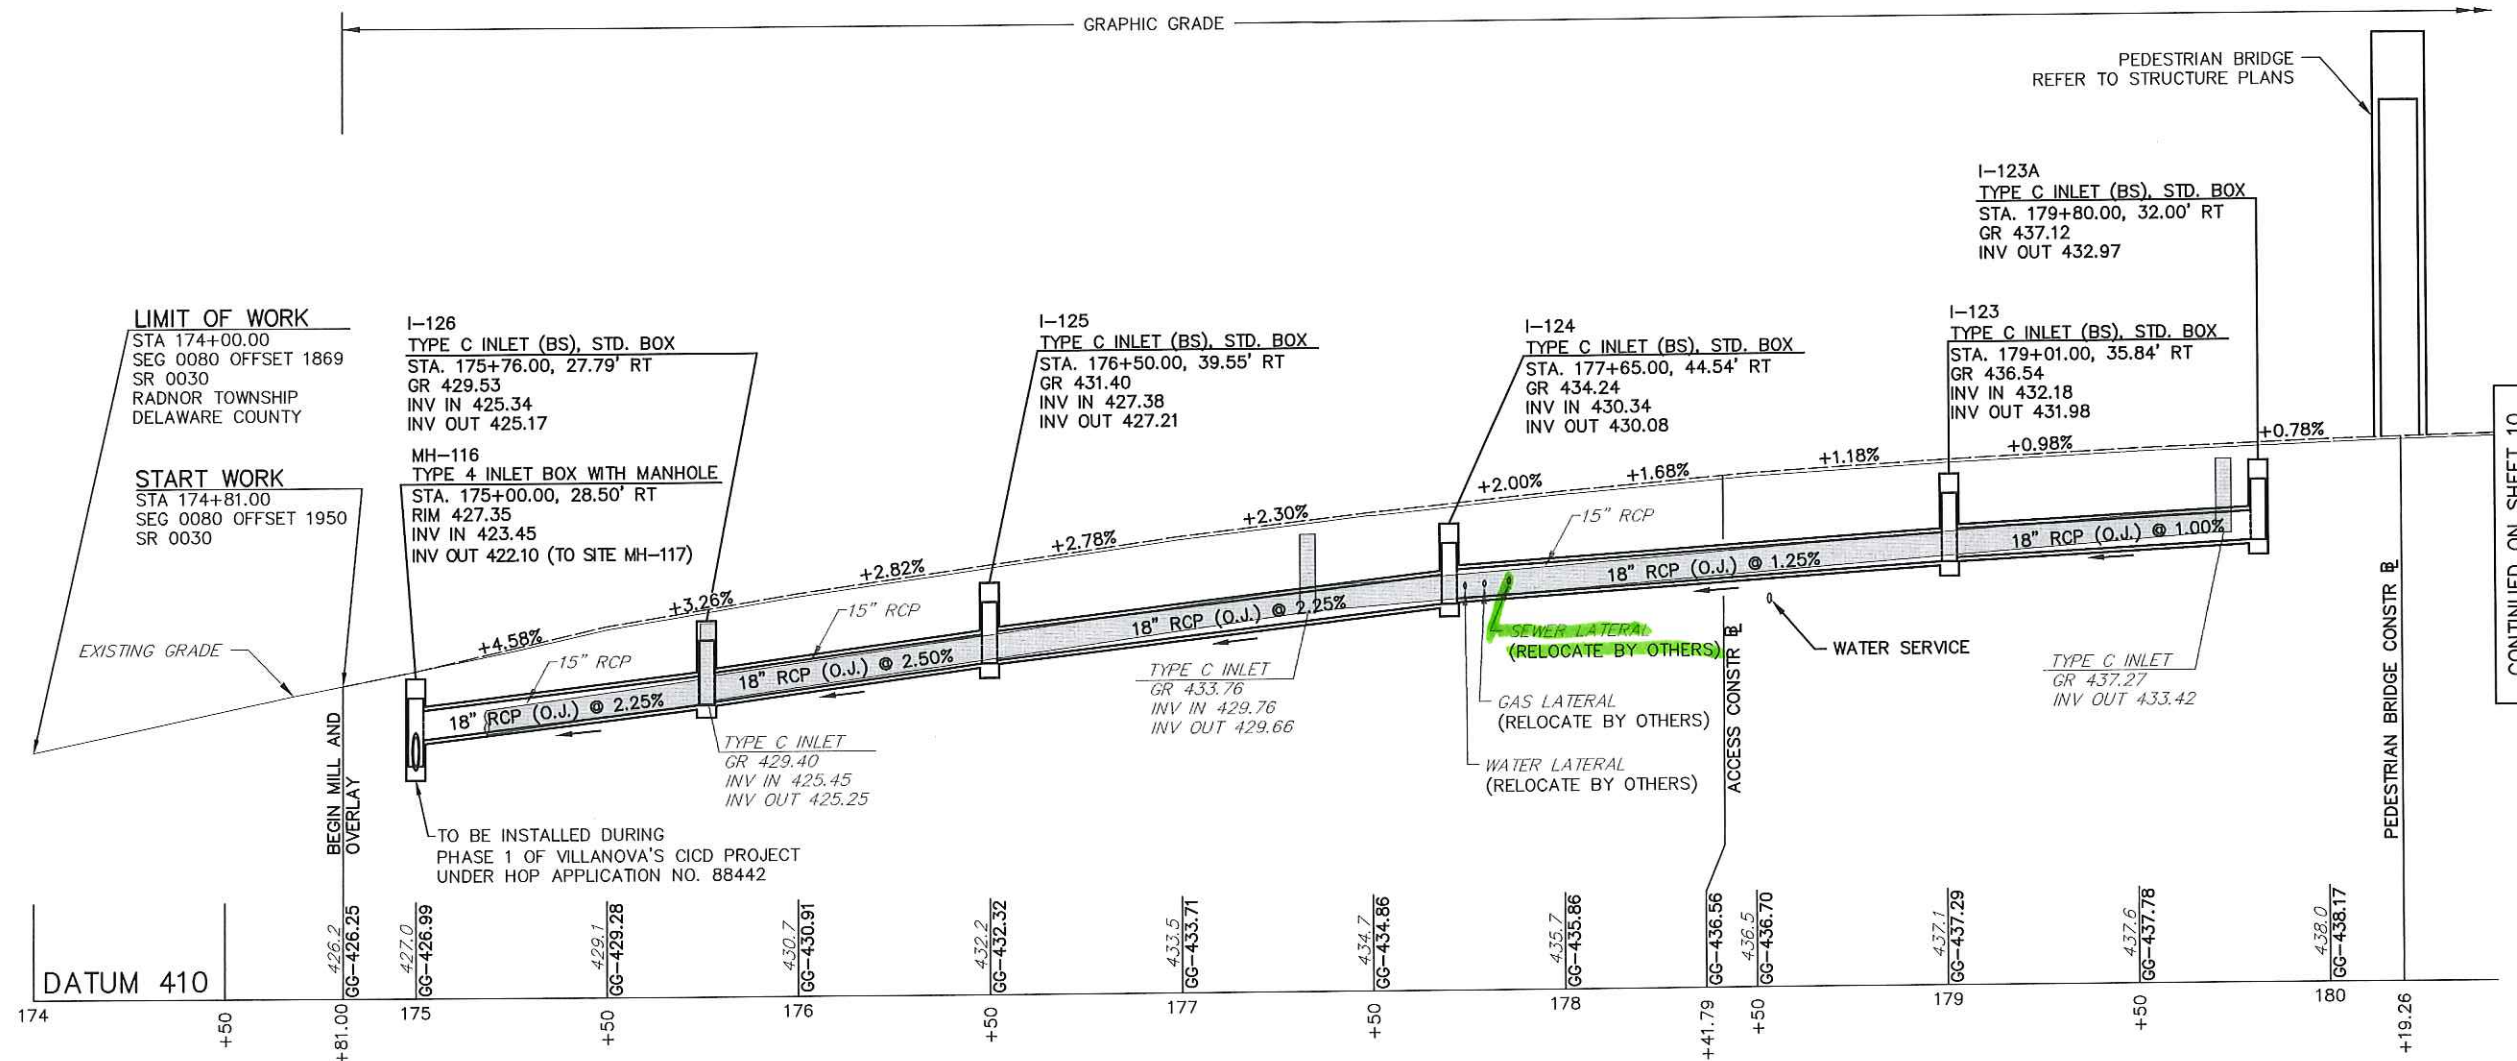 GRAPHIC GRADE
PEDESTRIAN BRIDGE
REFER TO STRUCTURE PLANS
I-123A
TYPE C INLET (BS), STD. BOX
STA. 179+80.00, 32.00' RT
GR 437.12
INV OUT 432.97
LIMIT OF WORK
STA 174+00.00
SEG 0080 OFFSET 1869
SR 0030
RADNOR TOWNSHIP
DELAWARE COUNTY
START WORK
STA 174+81.00
SEG 0080 OFFSET 1950
SR 0030
I-126
TYPE C INLET (BS), STD. BOX
STA. 175+76.00, 27.79' RT
GR 429.53
INV IN 425.34
INV OUT 425.17
MH-116
TYPE 4 INLET BOX WITH MANHOLE
STA. 175+00.00, 28.50' RT
RIM 427.35
INV IN 423.45
INV OUT 422.10 (TO SITE MH-117)
I-125
TYPE C INLET (BS), STD. BOX
STA. 176+50.00, 39.55' RT
GR 431.40
INV IN 427.38
INV OUT 427.21
I-124
TYPE C INLET (BS), STD. BOX
STA. 177+65.00, 44.54' RT
GR 434.24
INV IN 430.34
INV OUT 430.08
I-123
TYPE C INLET (BS), STD. BOX
STA. 179+01.00, 35.84' RT
GR 436.54
INV IN 432.18
INV OUT 431.98
CONTINUED ON SHEET 10
+4.58%
+3.26%
+2.82%
+2.78%
+2.30%
+2.00%
+1.68%
+1.18%
+0.98%
+0.78%
EXISTING GRADE
15" RCP
15" RCP
15" RCP
18" RCP (O.J.) @ 2.25%
18" RCP (O.J.) @ 2.50%
18" RCP (O.J.) @ 2.25%
18" RCP (O.J.) @ 1.25%
18" RCP (O.J.) @ 1.00%
SEWER LATERAL
(RELOCATE BY OTHERS)
GAS LATERAL
(RELOCATE BY OTHERS)
WATER LATERAL
(RELOCATE BY OTHERS)
WATER SERVICE
TYPE C INLET
GR 429.40
INV IN 425.45
INV OUT 425.25
TYPE C INLET
GR 433.76
INV IN 429.76
INV OUT 429.66
TYPE C INLET
GR 437.27
INV OUT 433.42
TO BE INSTALLED DURING
PHASE 1 OF VILLANOVA'S CICD PROJECT
UNDER HOP APPLICATION NO. 88442
BEGIN MILL AND
OVERLAY
ACCESS CONSTR BL
PEDESTRIAN BRIDGE CONSTR BL
DATUM 410
426.2
GG-426.25
427.0
GG-426.99
429.1
GG-429.28
430.7
GG-430.91
432.2
GG-432.32
433.5
GG-433.71
434.7
GG-434.86
435.7
GG-435.86
GG-436.56
436.5
GG-436.70
437.1
GG-437.29
437.6
GG-437.78
438.0
GG-438.17
174
+50
+81.00
175
+50
176
+50
177
+50
178
+41.79
+50
179
+50
180
+19.26